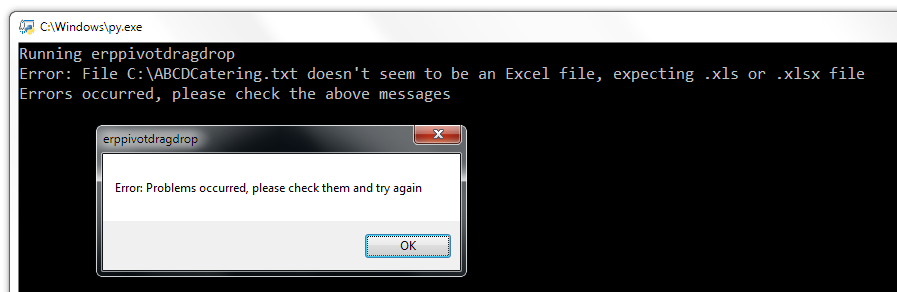 C:\Windows\py.exe
Running erppivotdragdrop
Error: File C:\ABCDCatering.txt doesn't seem to be an Excel file, expecting .xls or .xlsx file
Errors occurred, please check the above messages
erppivotdragdrop
Error: Problems occurred, please check them and try again
OK